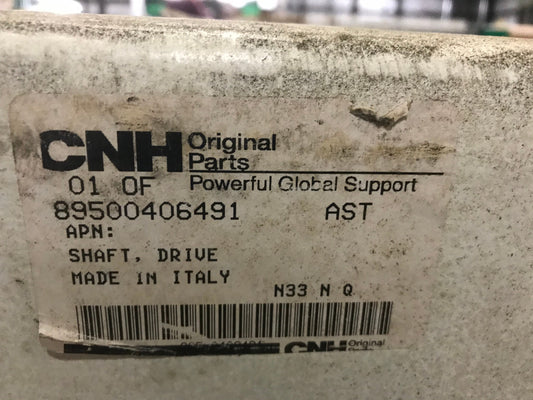 CNH Original
Parts
01 OF Powerful Global Support
89500406491 AST
APN:
SHAFT, DRIVE
MADE IN ITALY
N33 N Q
CNH Original